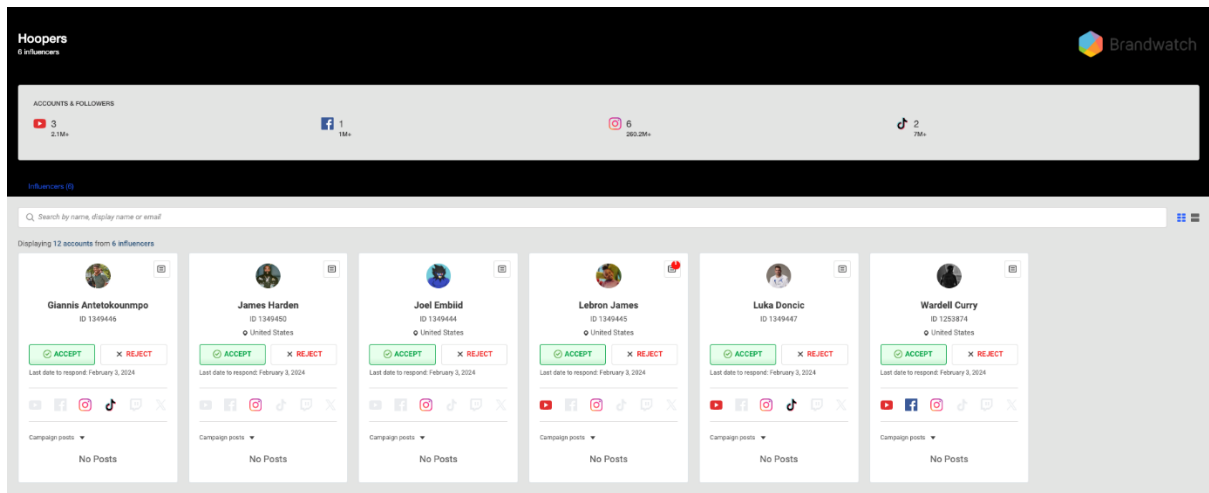 Hoopers
6 influencers
Brandwatch
ACCOUNTS & FOLLOWERS
3
2.1M+
1
1M+
6
260.2M+
2
7M+
Influencers (6)
Search by name, display name or email
Displaying 12 accounts from 6 influencers
Giannis Antetokounmpo
ID 1349446
ACCEPT
REJECT
Last date to respond: February 3, 2024
Campaign posts
No Posts
James Harden
ID 1349450
United States
ACCEPT
REJECT
Last date to respond: February 3, 2024
Campaign posts
No Posts
Joel Embiid
ID 1349444
United States
ACCEPT
REJECT
Last date to respond: February 3, 2024
Campaign posts
No Posts
1
Lebron James
ID 1349445
United States
ACCEPT
REJECT
Last date to respond: February 3, 2024
Campaign posts
No Posts
Luka Doncic
ID 1349447
ACCEPT
REJECT
Last date to respond: February 3, 2024
Campaign posts
No Posts
Wardell Curry
ID 1253874
United States
ACCEPT
REJECT
Last date to respond: February 3, 2024
Campaign posts
No Posts